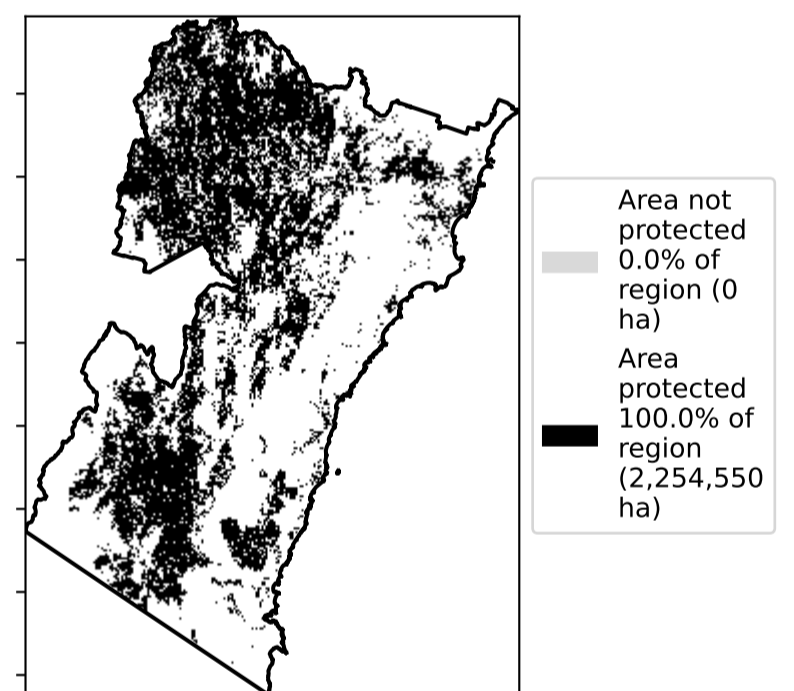 Area not
protected
0.0% of
region (0
ha)
Area
protected
100.0% of
region
(2,254,550
ha)